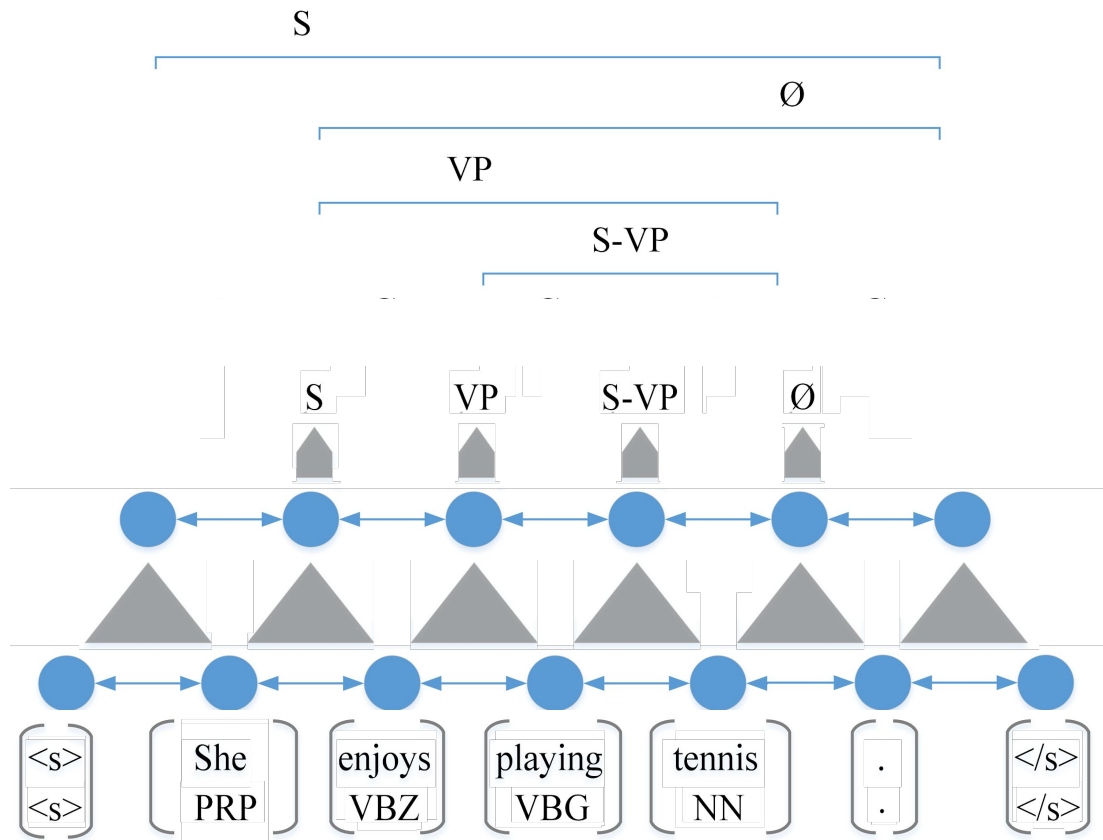 S
Ø
VP
S-VP
S VP S-VP Ø
<s> She enjoys playing tennis . </s>
<s> PRP VBZ VBG NN . </s>